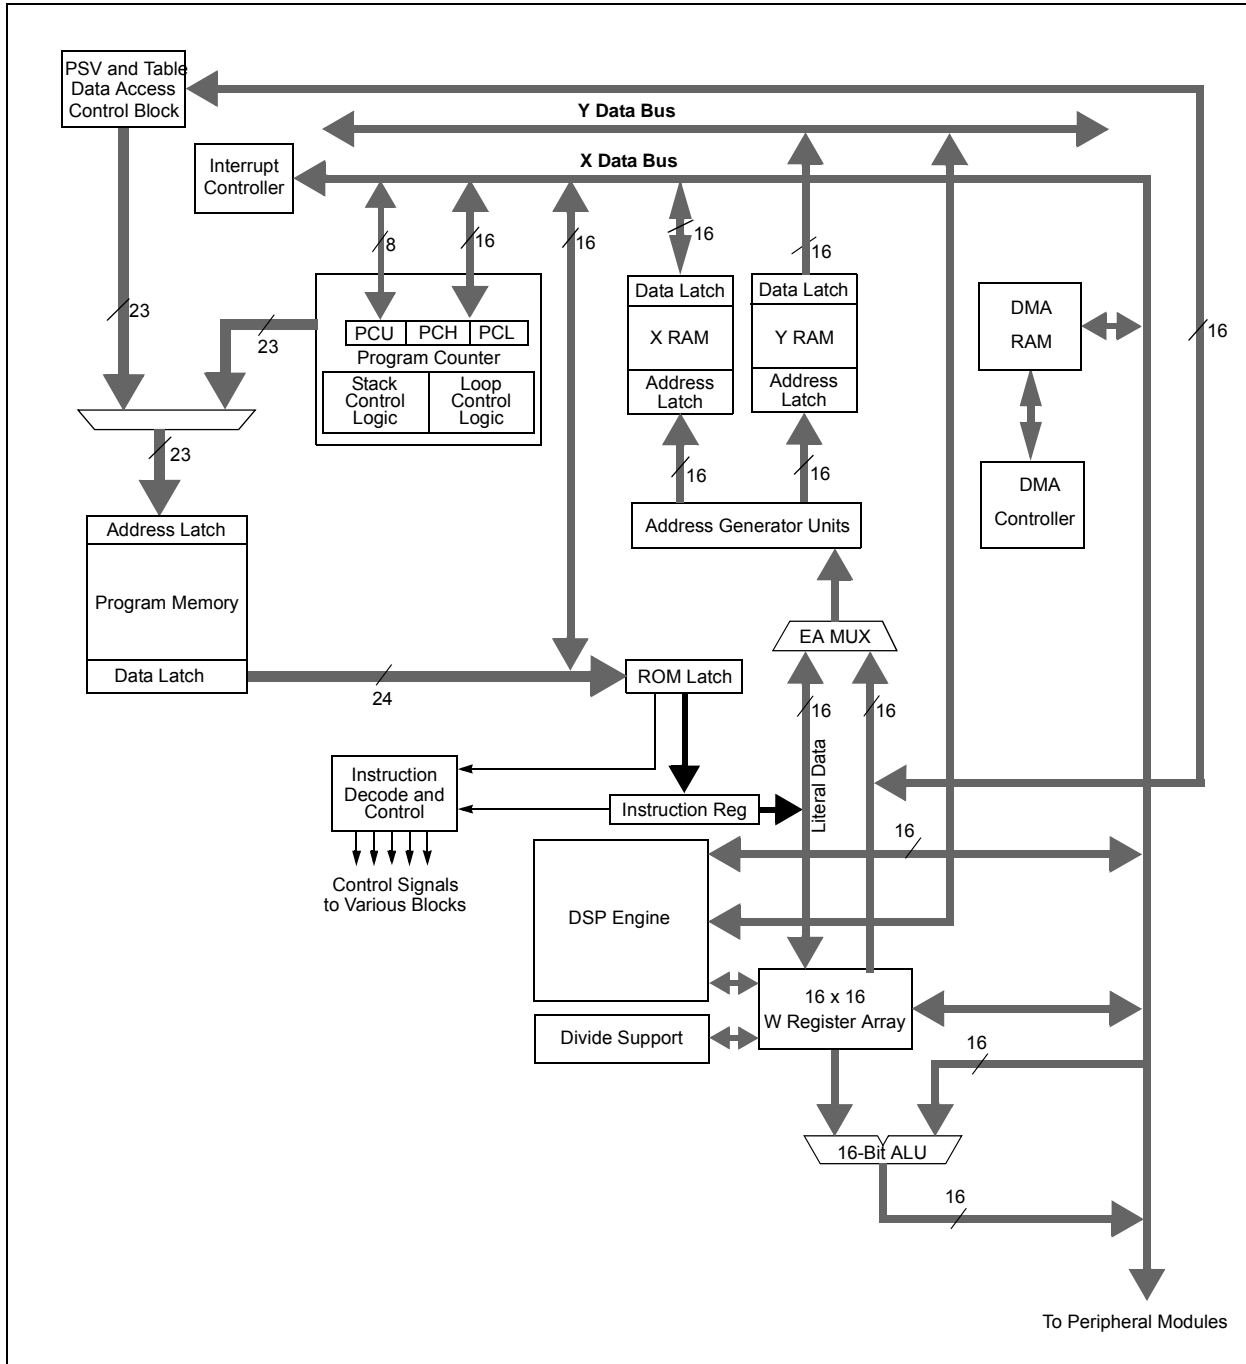 PSV and Table
Data Access
Control Block
Y Data Bus
X Data Bus
Interrupt
Controller
8
16
16
16
16
23
23
16
PCU
PCH
PCL
Program Counter
Stack
Control
Logic
Loop
Control
Logic
Data Latch
X RAM
Address
Latch
Data Latch
Y RAM
Address
Latch
DMA
RAM
23
16
16
DMA
Controller
Address Latch
Program Memory
Data Latch
Address Generator Units
EA MUX
24
ROM Latch
16
16
Literal Data
Instruction
Decode and
Control
Instruction Reg
Control Signals
to Various Blocks
16
DSP Engine
16 x 16
W Register Array
Divide Support
16
16-Bit ALU
16
To Peripheral Modules